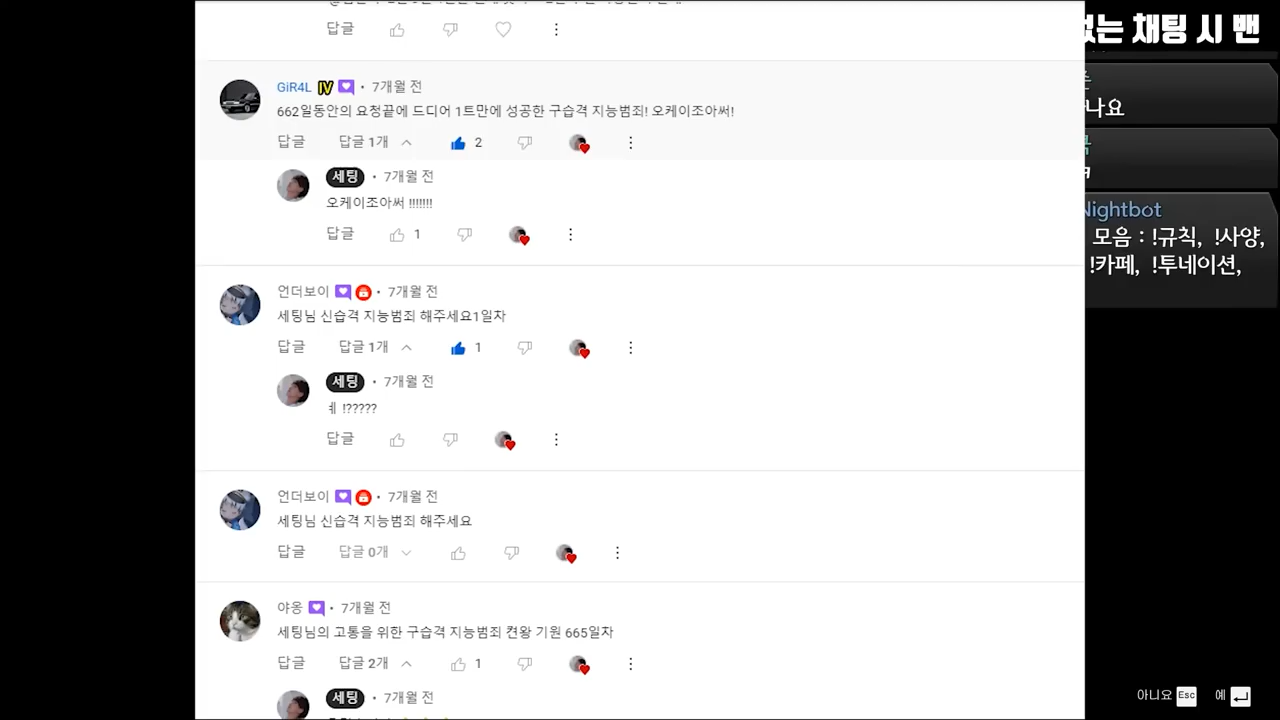 답글
없는 채팅 시 밴
GiR4L IV • 7개월 전
662일동안의 요청끝에 드디어 1트만에 성공한 구습격 지능범죄! 오케이조아써!
답글 답글 1개 2
나요
세팅 • 7개월 전
오케이조아써 !!!!!!!
답글 1
Nightbot
모음 : !규칙, !사양,
!카페, !투네이션,
언더보이 • 7개월 전
세팅님 신습격 지능범죄 해주세요1일차
답글 답글 1개 1
세팅 • 7개월 전
ㅖ !?????
답글
언더보이 • 7개월 전
세팅님 신습격 지능범죄 해주세요
답글 답글 0개
야옹 • 7개월 전
세팅님의 고통을 위한 구습격 지능범죄 켠왕 기원 665일차
답글 답글 2개 1
세팅 • 7개월 전
아니요 Esc 예